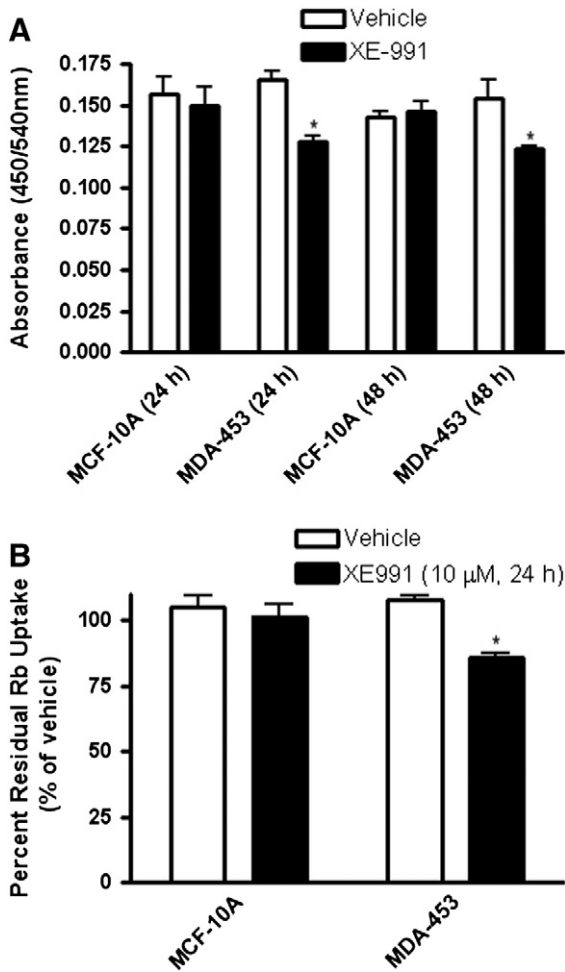 A
Vehicle
XE-991
Absorbance (450/540nm)
0.175
0.150
0.125
0.100
0.075
0.050
0.025
0.000
*
*
MCF-10A (24 h)
MDA-453 (24 h)
MCF-10A (48 h)
MDA-453 (48 h)
B
Vehicle
XE991 (10 µM, 24 h)
Percent Residual Rb Uptake
(% of vehicle)
100
75
50
25
0
*
MCF-10A
MDA-453